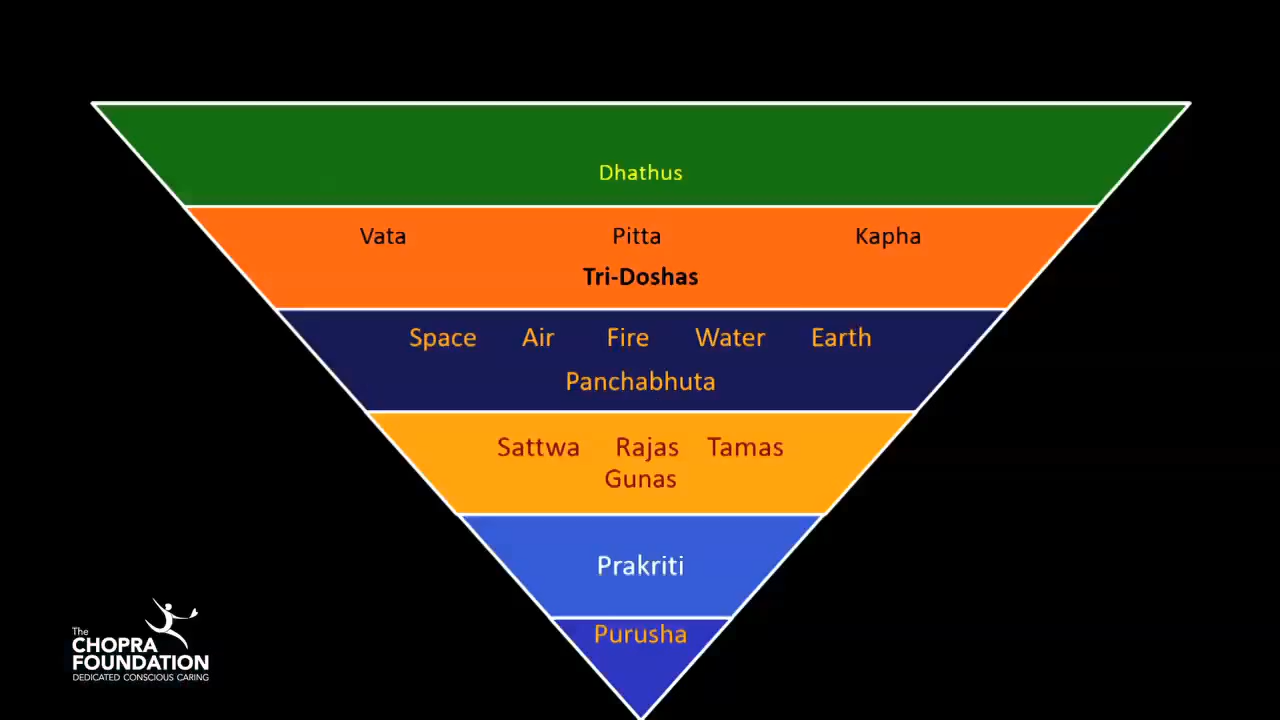 Dhathus
Vata Pitta Kapha
Tri-Doshas
Space Air Fire Water Earth
Panchabhuta
Sattwa Rajas Tamas
Gunas
Prakriti
Purusha
The
CHOPRA
FOUNDATION
DEDICATED CONSCIOUS CARING